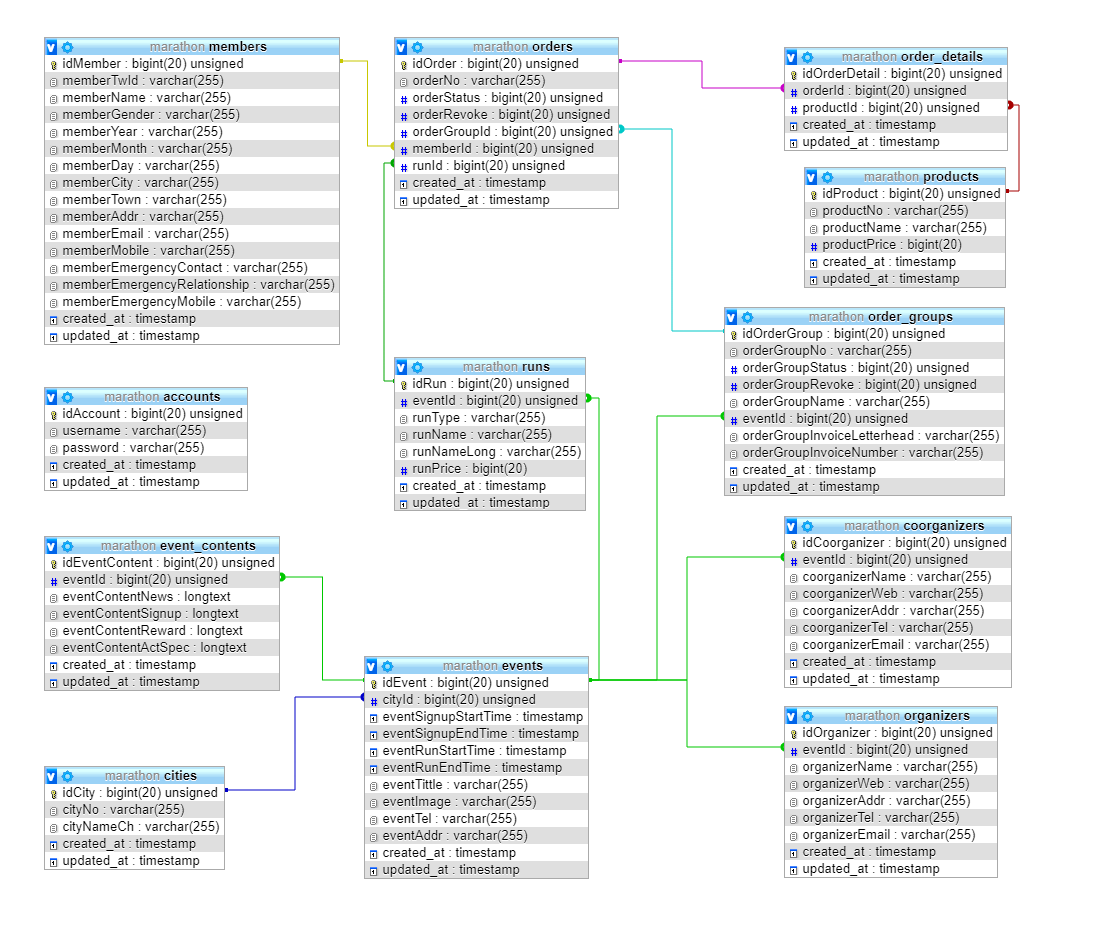 marathon members
idMember : bigint(20) unsigned
memberTwId : varchar(255)
memberName : varchar(255)
memberGender : varchar(255)
memberYear : varchar(255)
memberMonth : varchar(255)
memberDay : varchar(255)
memberCity : varchar(255)
memberTown : varchar(255)
memberAddr : varchar(255)
memberEmail : varchar(255)
memberMobile : varchar(255)
memberEmergencyContact : varchar(255)
memberEmergencyRelationship : varchar(255)
memberEmergencyMobile : varchar(255)
created_at : timestamp
updated_at : timestamp
marathon orders
idOrder : bigint(20) unsigned
orderNo : varchar(255)
orderStatus : bigint(20) unsigned
orderRevoke : bigint(20) unsigned
orderGroupId : bigint(20) unsigned
memberId : bigint(20) unsigned
runId : bigint(20) unsigned
created_at : timestamp
updated_at : timestamp
marathon order_details
idOrderDetail : bigint(20) unsigned
orderId : bigint(20) unsigned
productId : bigint(20) unsigned
created_at : timestamp
updated_at : timestamp
marathon products
idProduct : bigint(20) unsigned
productNo : varchar(255)
productName : varchar(255)
productPrice : bigint(20)
created_at : timestamp
updated_at : timestamp
marathon order_groups
idOrderGroup : bigint(20) unsigned
orderGroupNo : varchar(255)
orderGroupStatus : bigint(20) unsigned
orderGroupRevoke : bigint(20) unsigned
orderGroupName : varchar(255)
eventId : bigint(20) unsigned
orderGroupInvoiceLetterhead : varchar(255)
orderGroupInvoiceNumber : varchar(255)
created_at : timestamp
updated_at : timestamp
marathon runs
idRun : bigint(20) unsigned
eventId : bigint(20) unsigned
runType : varchar(255)
runName : varchar(255)
runNameLong : varchar(255)
runPrice : bigint(20)
created_at : timestamp
updated_at : timestamp
marathon accounts
idAccount : bigint(20) unsigned
username : varchar(255)
password : varchar(255)
created_at : timestamp
updated_at : timestamp
marathon event_contents
idEventContent : bigint(20) unsigned
eventId : bigint(20) unsigned
eventContentNews : longtext
eventContentSignup : longtext
eventContentReward : longtext
eventContentActSpec : longtext
created_at : timestamp
updated_at : timestamp
marathon coorganizers
idCoorganizer : bigint(20) unsigned
eventId : bigint(20) unsigned
coorganizerName : varchar(255)
coorganizerWeb : varchar(255)
coorganizerAddr : varchar(255)
coorganizerTel : varchar(255)
coorganizerEmail : varchar(255)
created_at : timestamp
updated_at : timestamp
marathon events
idEvent : bigint(20) unsigned
cityId : bigint(20) unsigned
eventSignupStartTime : timestamp
eventSignupEndTime : timestamp
eventRunStartTime : timestamp
eventRunEndTime : timestamp
eventTittle : varchar(255)
eventImage : varchar(255)
eventTel : varchar(255)
eventAddr : varchar(255)
created_at : timestamp
updated_at : timestamp
marathon cities
idCity : bigint(20) unsigned
cityNo : varchar(255)
cityNameCh : varchar(255)
created_at : timestamp
updated_at : timestamp
marathon organizers
idOrganizer : bigint(20) unsigned
eventId : bigint(20) unsigned
organizerName : varchar(255)
organizerWeb : varchar(255)
organizerAddr : varchar(255)
organizerTel : varchar(255)
organizerEmail : varchar(255)
created_at : timestamp
updated_at : timestamp